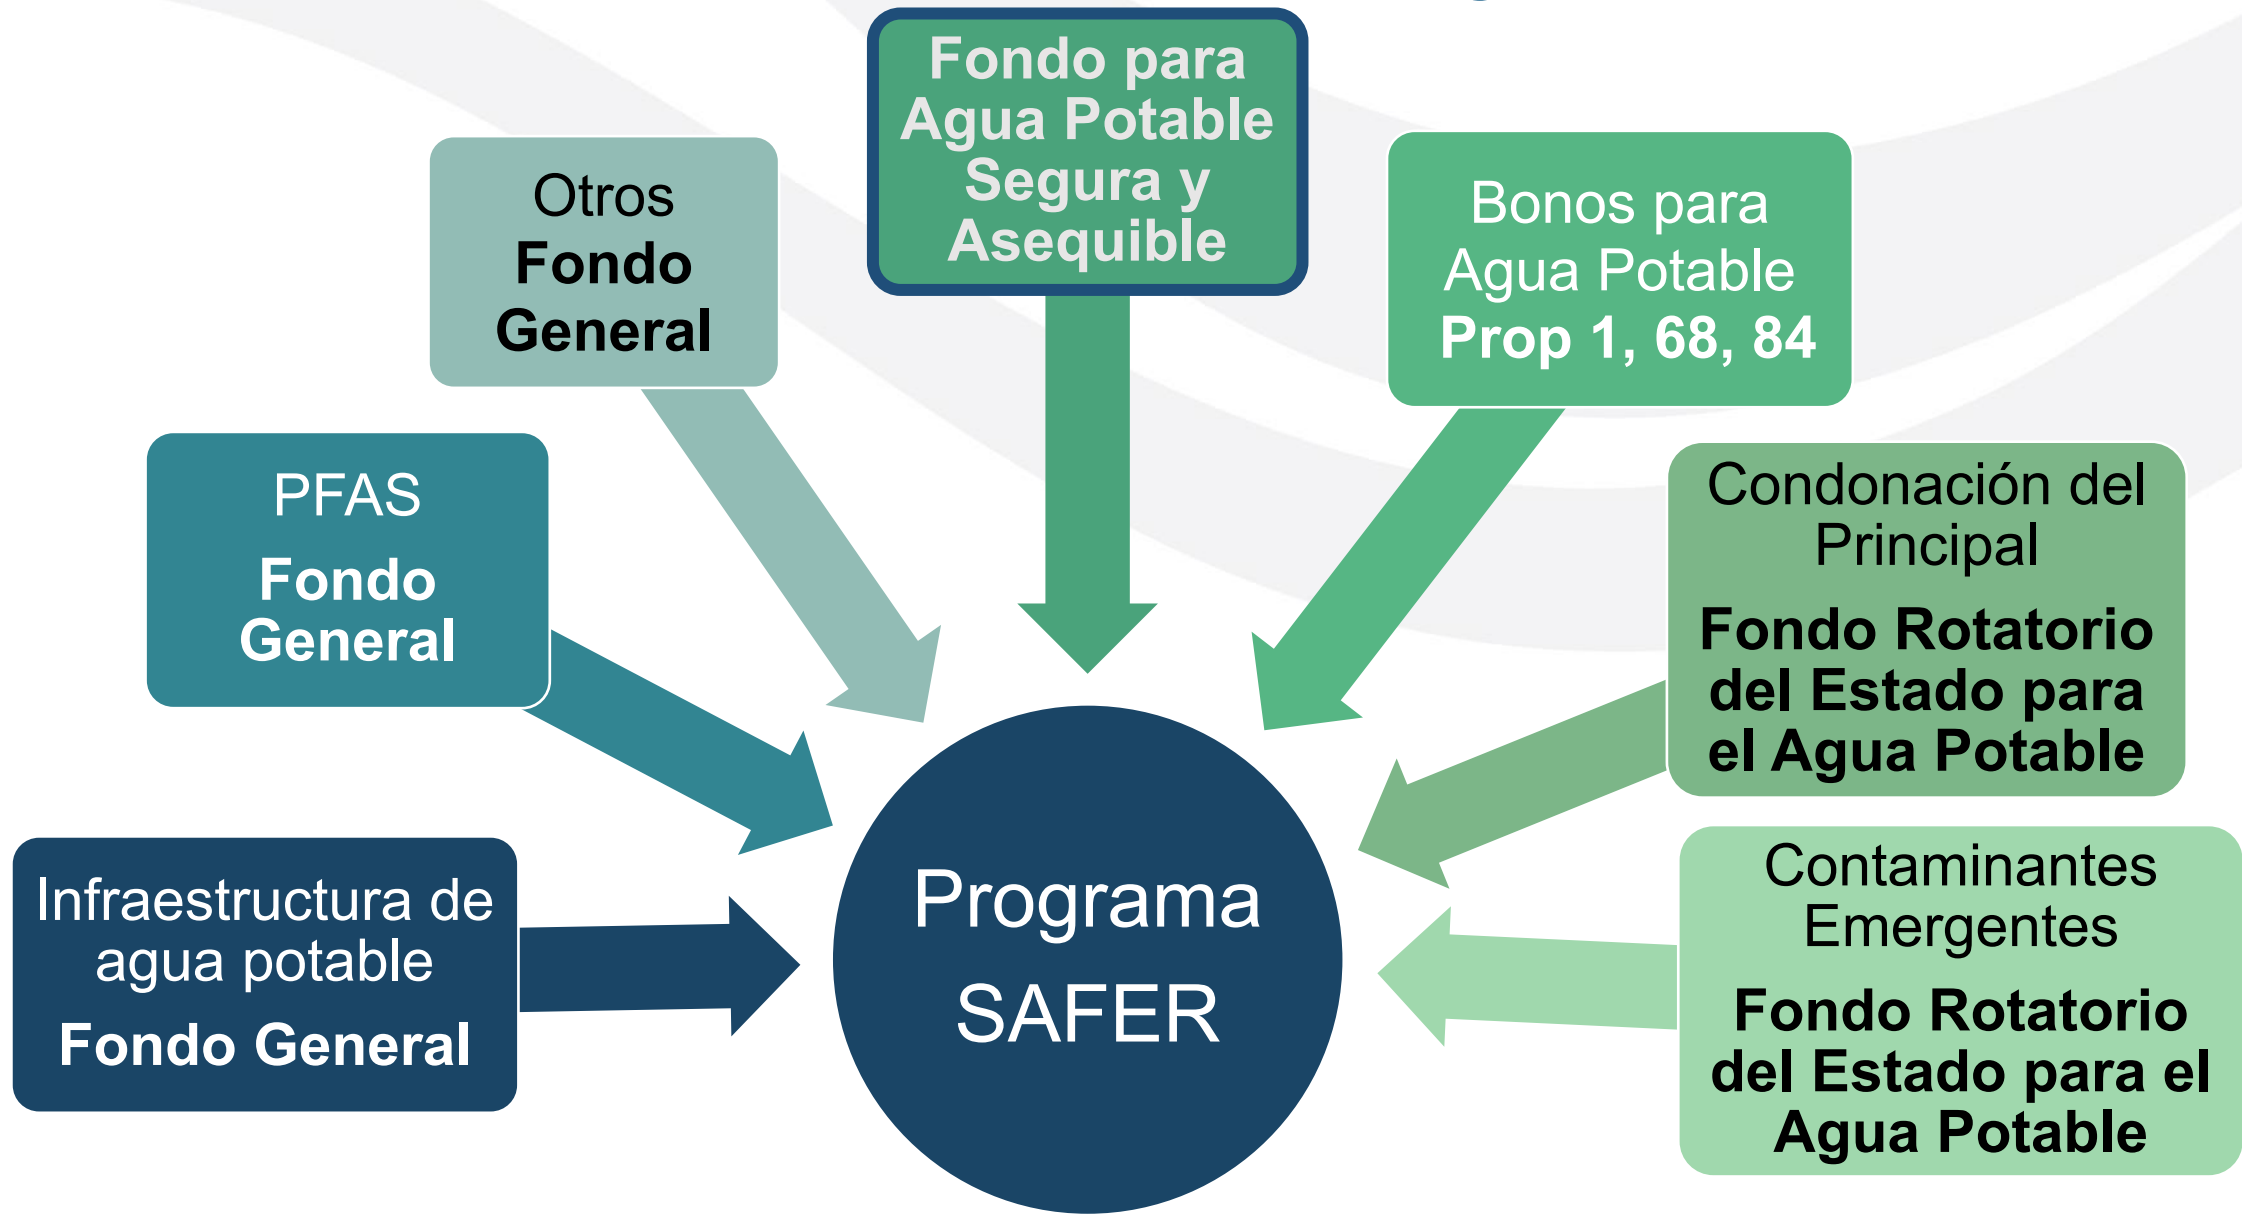 Fondo para
Agua Potable
Segura y
Asequible
Otros
Fondo
General
Bonos para
Agua Potable
Prop 1, 68, 84
PFAS
Fondo
General
Condonación del
Principal
Fondo Rotatorio
del Estado para
el Agua Potable
Infraestructura de
agua potable
Fondo General
Programa
SAFER
Contaminantes
Emergentes
Fondo Rotatorio
del Estado para el
Agua Potable